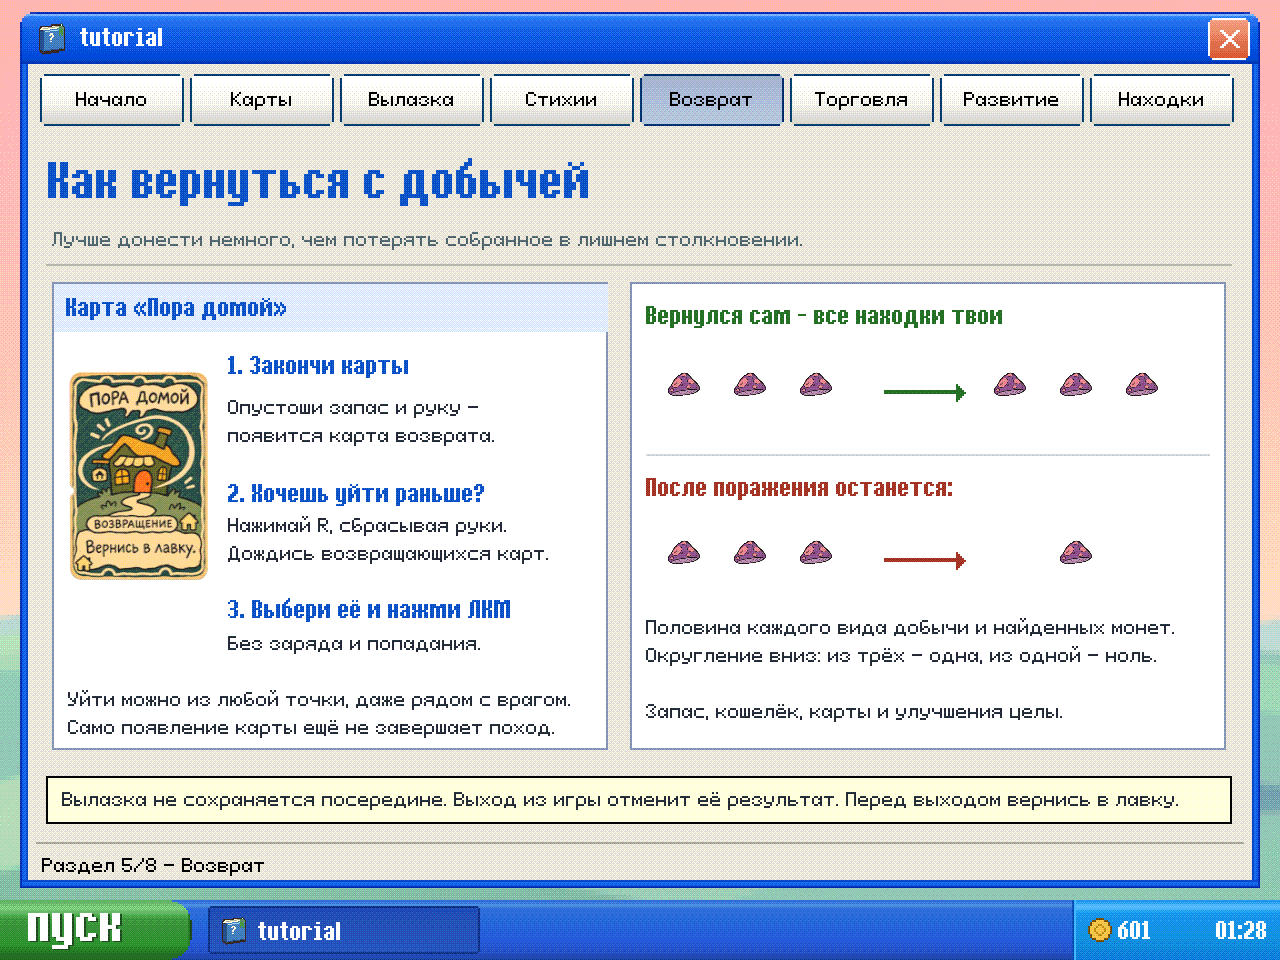 tutorial
Начало
Карты
Вылазка
Стихии
Возврат
Торговля
Развитие
Находки
Как вернуться с добычей
Лучше донести немного, чем потерять собранное в лишнем столкновении.
Карта «Пора домой»
ПОРА ДОМОЙ
ВОЗВРАЩЕНИЕ
Вернись в лавку.
1. Закончи карты
Опустоши запас и руку –
появится карта возврата.
2. Хочешь уйти раньше?
Нажимай R, сбрасывая руки.
Дождись возвращающихся карт.
3. Выбери её и нажми ЛКМ
Без заряда и попадания.
Уйти можно из любой точки, даже рядом с врагом.
Само появление карты ещё не завершает поход.
Вернулся сам - все находки твои
После поражения останется:
Половина каждого вида добычи и найденных монет.
Округление вниз: из трёх – одна, из одной – ноль.
Запас, кошелёк, карты и улучшения целы.
Вылазка не сохраняется посередине. Выход из игры отменит её результат. Перед выходом вернись в лавку.
Раздел 5/8 – Возврат
пуск
tutorial
601
01:28